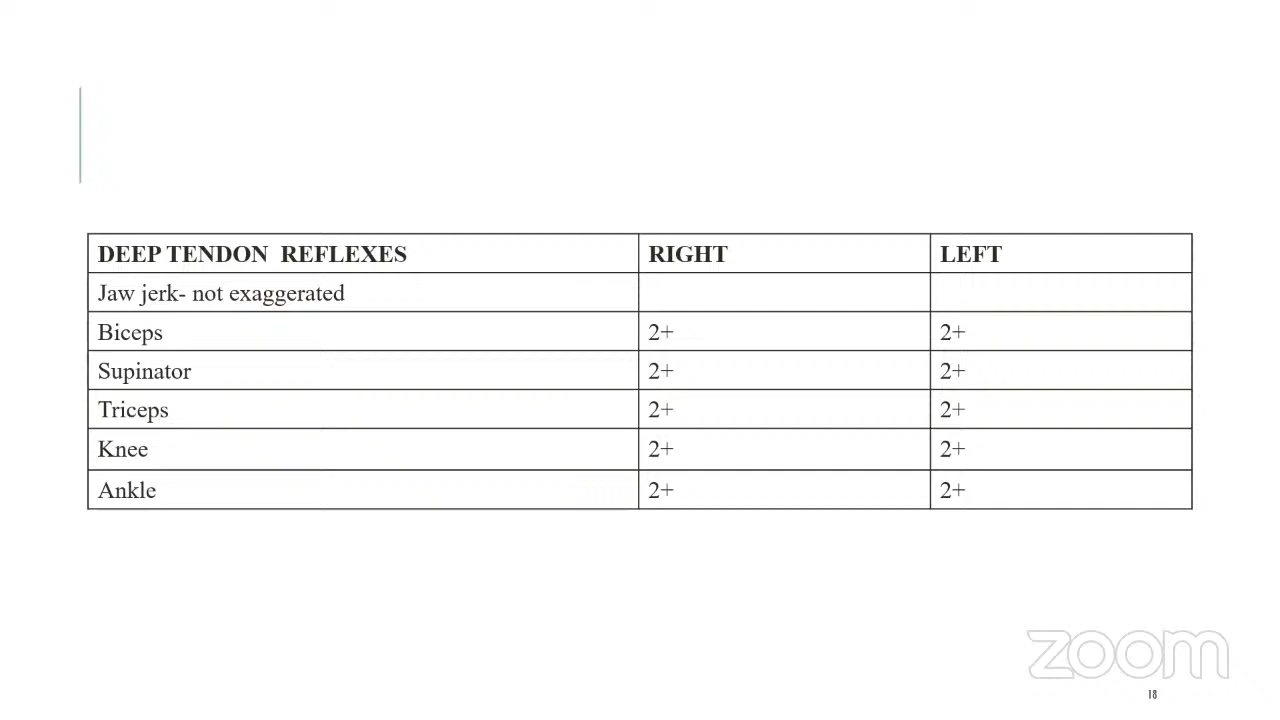 DEEP TENDON REFLEXES RIGHT LEFT
Jaw jerk- not exaggerated
Biceps 2+ 2+
Supinator 2+ 2+
Triceps 2+ 2+
Knee 2+ 2+
Ankle 2+ 2+
zoom
18